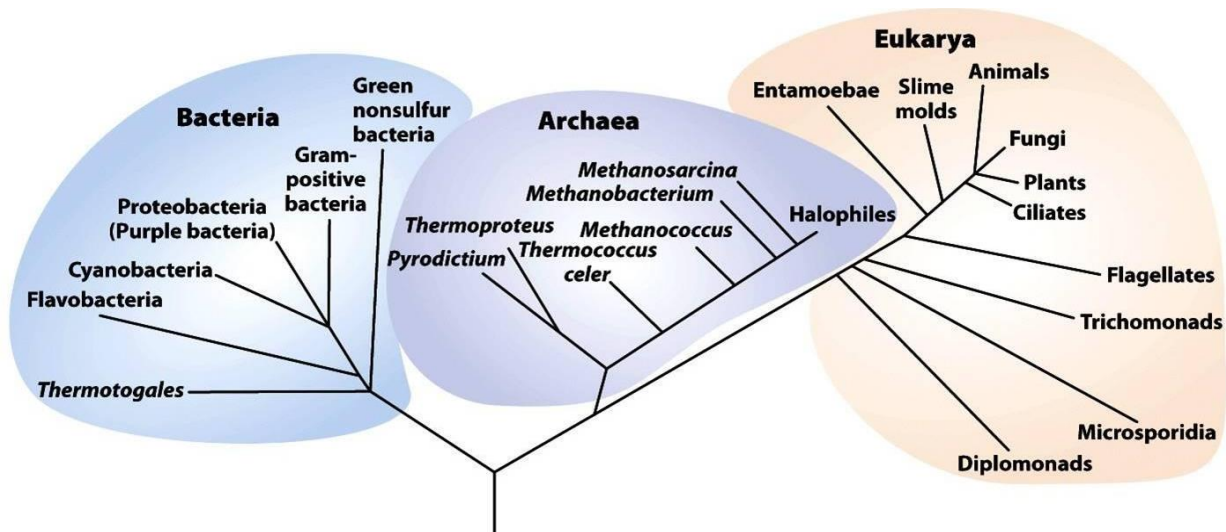 Bacteria
Green
nonsulfur
bacteria
Gram-
positive
bacteria
Proteobacteria
(Purple bacteria)
Cyanobacteria
Flavobacteria
Thermotogales
Archaea
Methanosarcina
Methanobacterium
Halophiles
Methanococcus
Thermococcus
celer
Thermoproteus
Pyrodictium
Eukarya
Entamoebae
Slime
molds
Animals
Fungi
Plants
Ciliates
Flagellates
Trichomonads
Microsporidia
Diplomonads